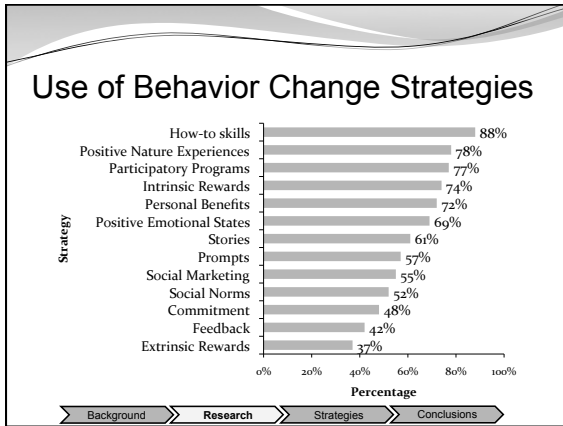 Use of Behavior Change Strategies
How-to skills 88%
Positive Nature Experiences 78%
Participatory Programs 77%
Intrinsic Rewards 74%
Personal Benefits 72%
Positive Emotional States 69%
Stories 61%
Prompts 57%
Social Marketing 55%
Social Norms 52%
Commitment 48%
Feedback 42%
Extrinsic Rewards 37%
Strategy
0% 20% 40% 60% 80% 100%
Percentage
Background Research Strategies Conclusions